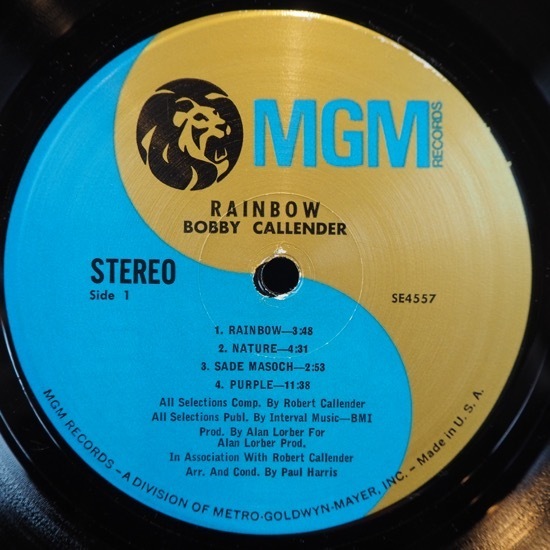 MGM
RECORDS
RAINBOW
BOBBY CALLENDER
STEREO
Side 1
SE4557
1. RAINBOW—3:48
2. NATURE—4:31
3. SADE MASOCH—2:53
4. PURPLE—11:38
All Selections Comp. By Robert Callender
All Selections Publ. By Interval Music—BMI
Prod. By Alan Lorber For
Alan Lorber Prod.
In Association With Robert Callender
Arr. And Cond. By Paul Harris
MGM RECORDS – A DIVISION OF METRO-GOLDWYN-MAYER, INC. – Made in U. S. A.